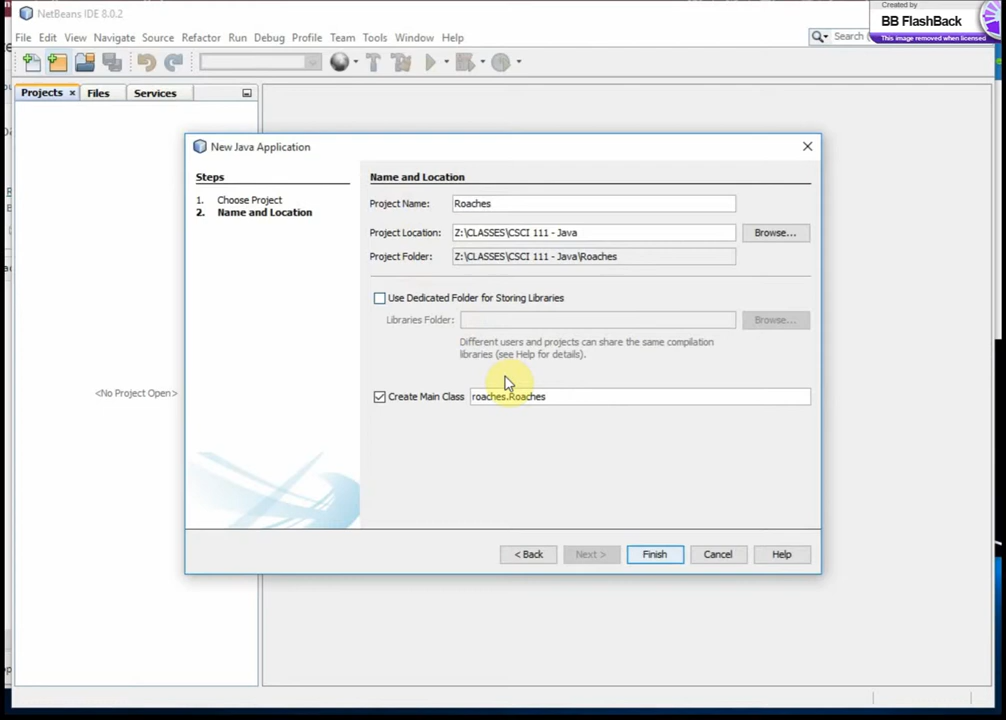 NetBeans IDE 8.0.2
Created by
BB FlashBack
This image removed when licensed
File Edit View Navigate Source Refactor Run Debug Profile Team Tools Window Help
Search
Projects Files Services
<No Project Open>
New Java Application
Steps
1. Choose Project
2. Name and Location
Name and Location
Project Name: Roaches
Project Location: Z:\CLASSES\CSCI 111 - Java Browse...
Project Folder: Z:\CLASSES\CSCI 111 - Java\Roaches
Use Dedicated Folder for Storing Libraries
Libraries Folder: Browse...
Different users and projects can share the same compilation
libraries (see Help for details).
Create Main Class roaches.Roaches
< Back Next > Finish Cancel Help